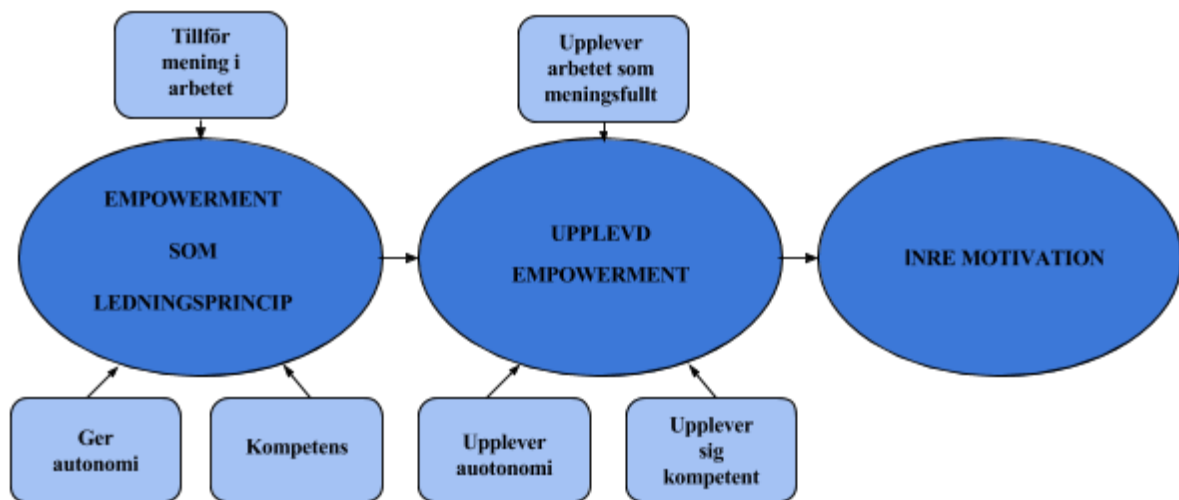 Tillför
mening i
arbetet
Upplever
arbetet som
meningsfullt
EMPOWERMENT
SOM
LEDNINGSPRINCIP
UPPLEVD
EMPOWERMENT
INRE MOTIVATION
Ger
autonomi
Kompetens
Upplever
auotonomi
Upplever
sig
kompetent